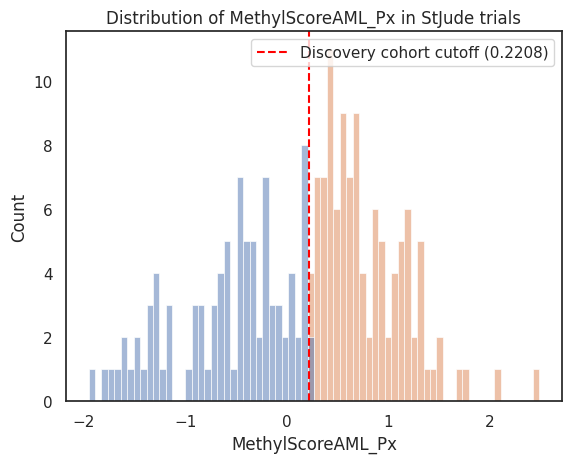 Distribution of MethylScoreAML_Px in StJude trials
Discovery cohort cutoff (0.2208)
10
8
6
4
2
0
Count
−2 −1 0 1 2
MethylScoreAML_Px